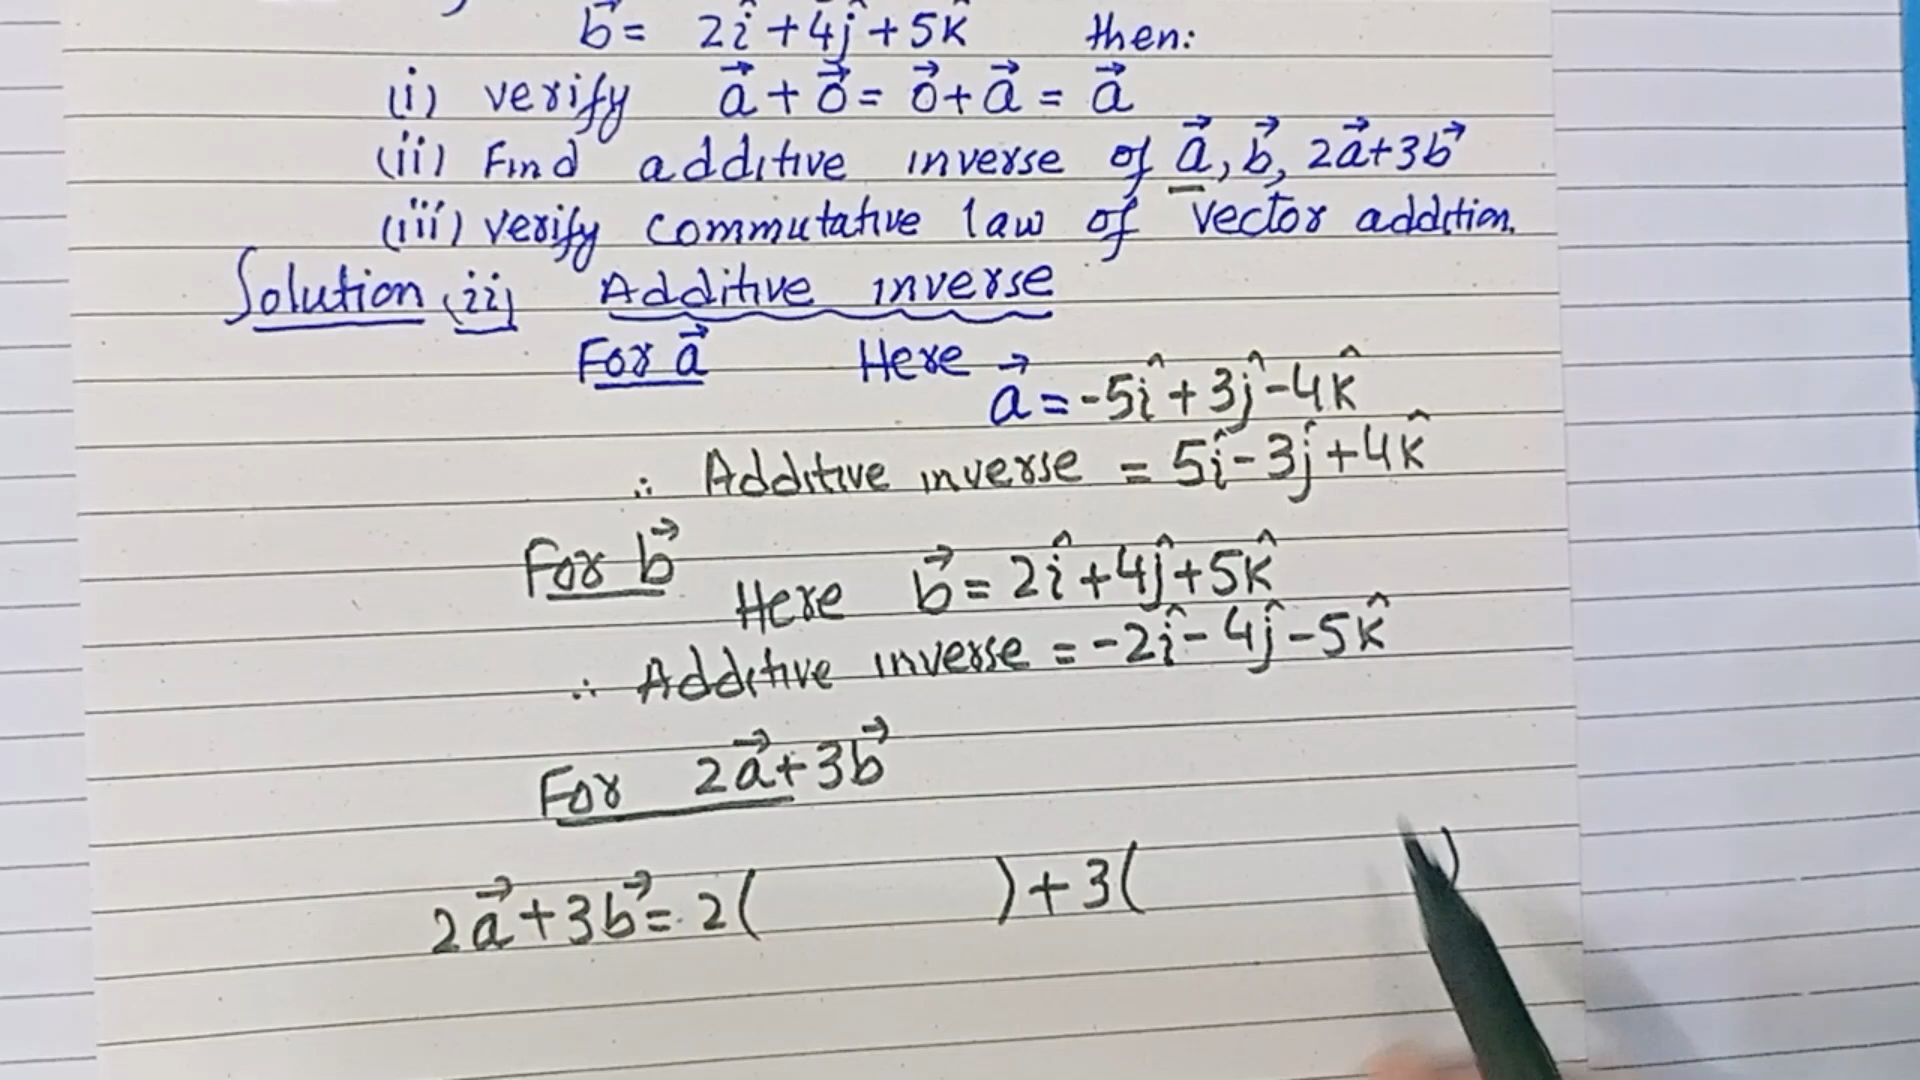 b⃗ = 2î + 4ĵ + 5k̂ then:
(i) verify a⃗ + 0⃗ = 0⃗ + a⃗ = a⃗
(ii) Find additive inverse of a⃗, b⃗, 2a⃗+3b⃗
(iii) verify commutative law of vector addition.
Solution (ii) Additive inverse
For a⃗ Here a⃗ = -5î + 3ĵ - 4k̂
∴ Additive inverse = 5î - 3ĵ + 4k̂
For b⃗
Here b⃗ = 2î + 4ĵ + 5k̂
∴ Additive inverse = -2î - 4ĵ - 5k̂
For 2a⃗ + 3b⃗
2a⃗ + 3b⃗ = 2( ) + 3( )